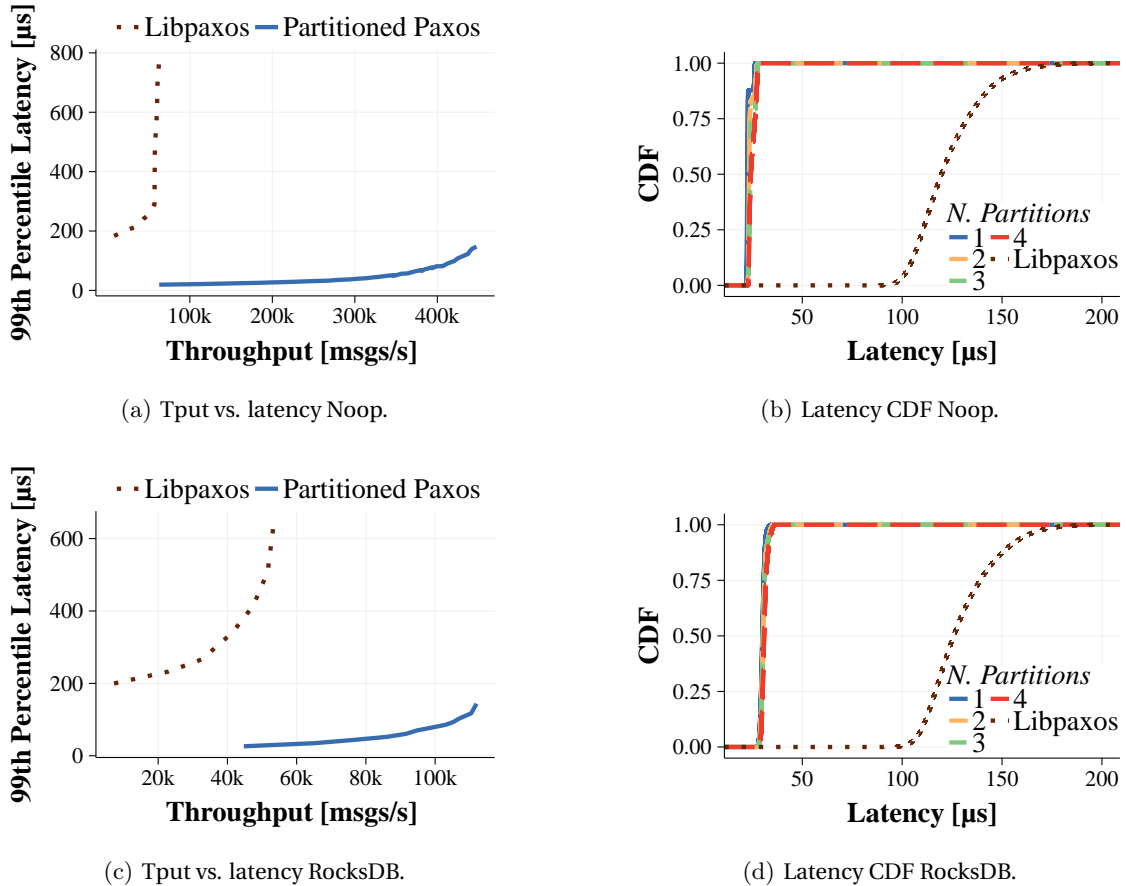 Libpaxos Partitioned Paxos
99th Percentile Latency [µs]
800
600
400
200
0
100k 200k 300k 400k
Throughput [msgs/s]
(a) Tput vs. latency Noop.
CDF
1.00
0.75
0.50
0.25
0.00
N. Partitions
1 4
2 Libpaxos
3
50 100 150 200
Latency [µs]
(b) Latency CDF Noop.
Libpaxos Partitioned Paxos
99th Percentile Latency [µs]
600
400
200
0
20k 40k 60k 80k 100k
Throughput [msgs/s]
(c) Tput vs. latency RocksDB.
CDF
1.00
0.75
0.50
0.25
0.00
N. Partitions
1 4
2 Libpaxos
3
50 100 150 200
Latency [µs]
(d) Latency CDF RocksDB.